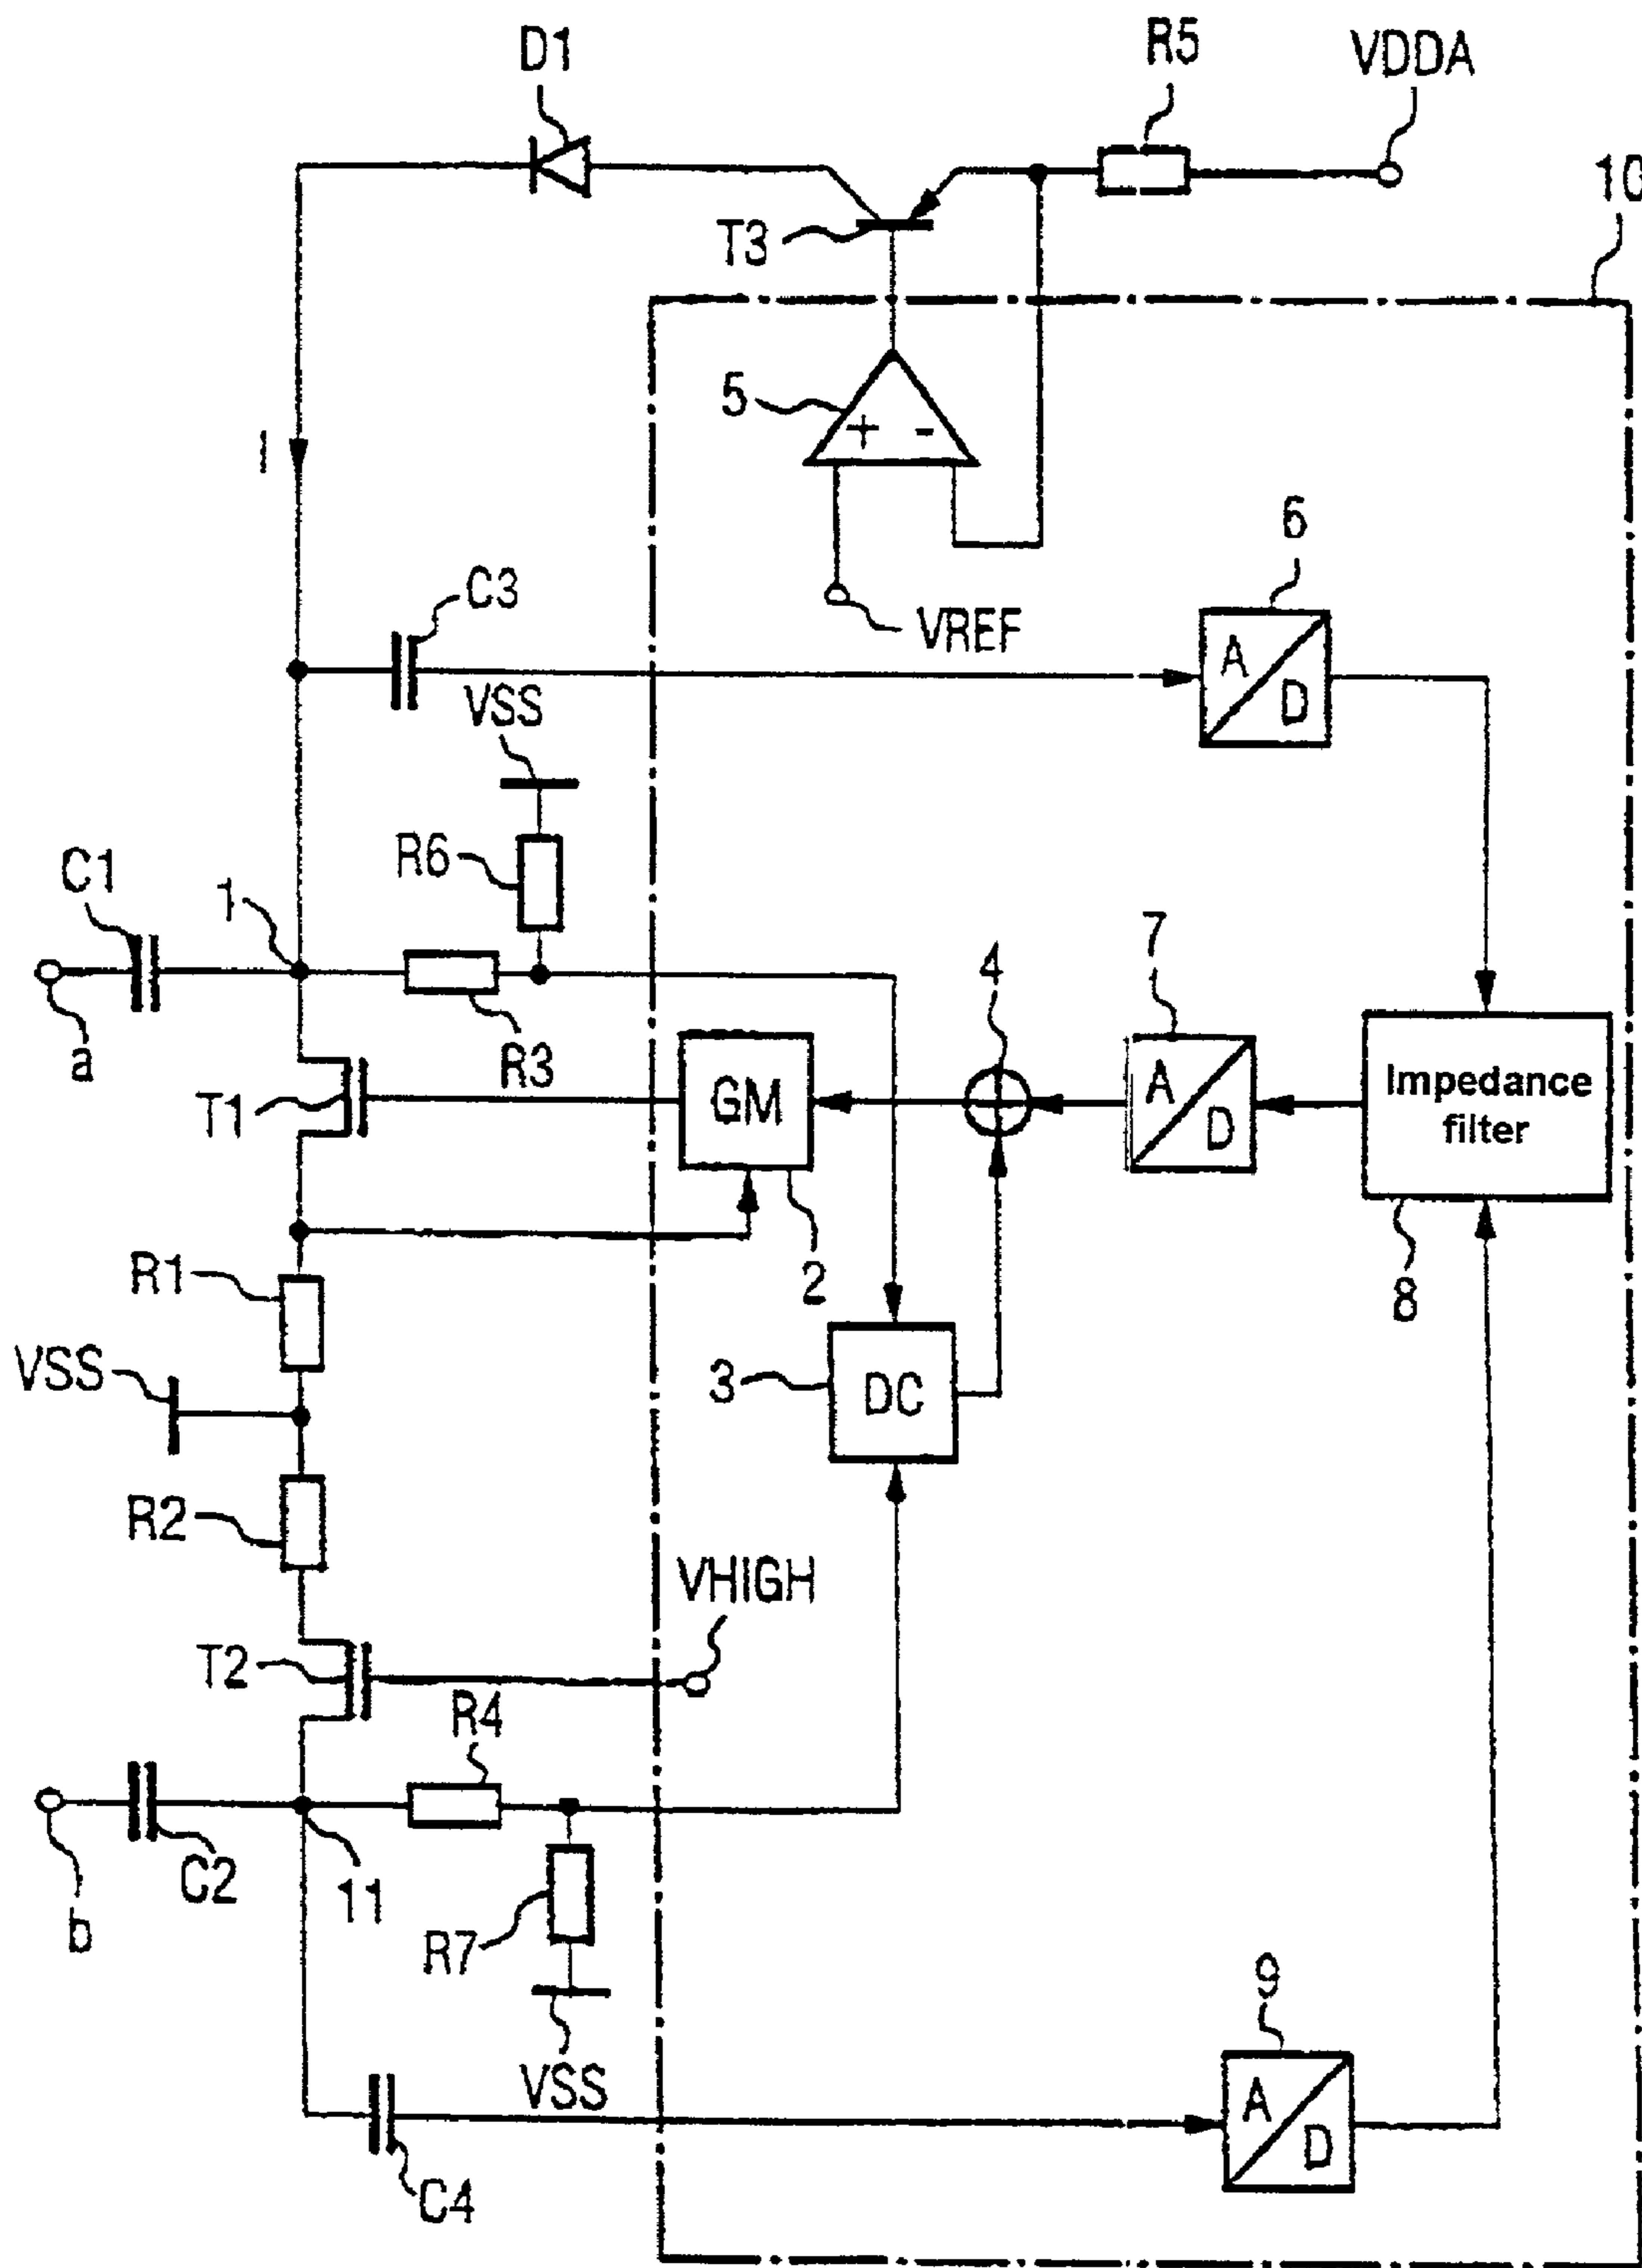 D1
R5
VDDA
10
T3
5
+ -
I
6
C3
VREF
A
D
VSS
R6
C1
1
7
4
a
R3
GM
A
D
Impedance
filter
T1
R1
2
8
VSS
3
DC
R2
VHIGH
T2
R4
C2
11
b
R7
9
VSS
A
D
C4